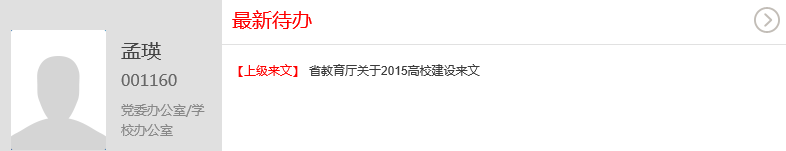 孟瑛
001160
党委办公室/学
校办公室
最新待办
【上级来文】 省教育厅关于2015高校建设来文